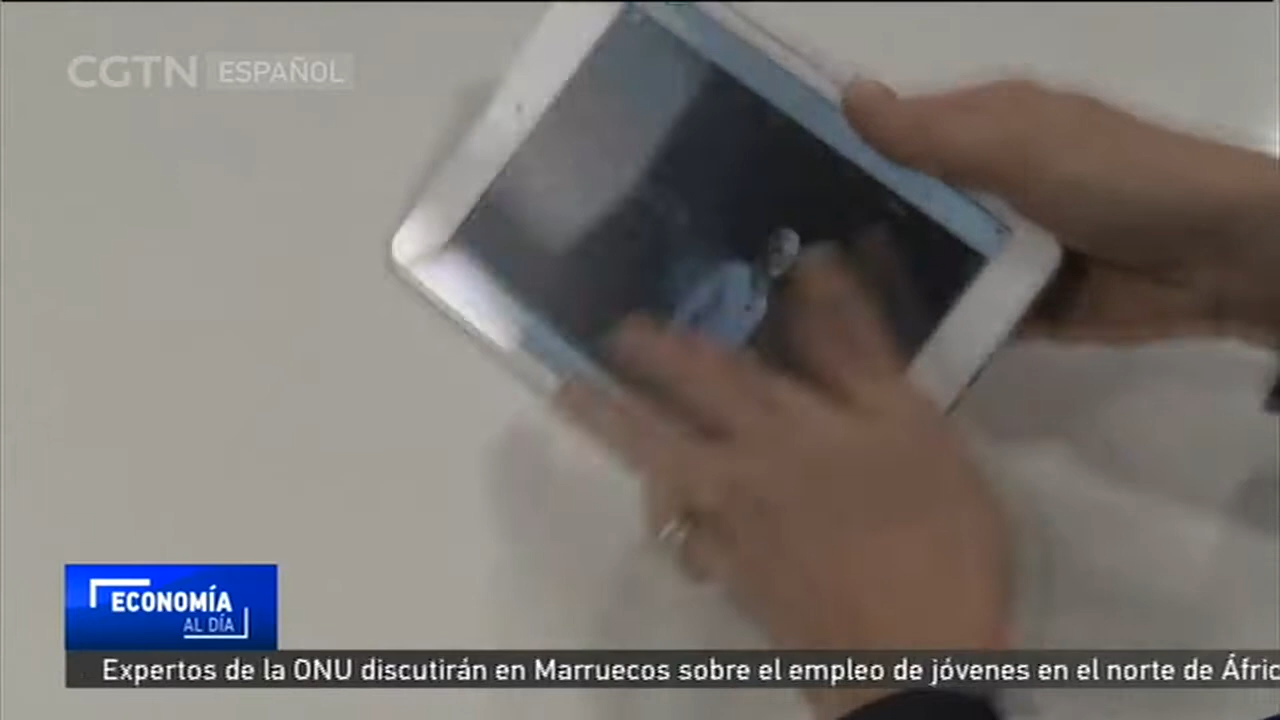 CGTN ESPAÑOL
ECONOMÍA
AL DÍA
Expertos de la ONU discutirán en Marruecos sobre el empleo de jóvenes en el norte de Áfric